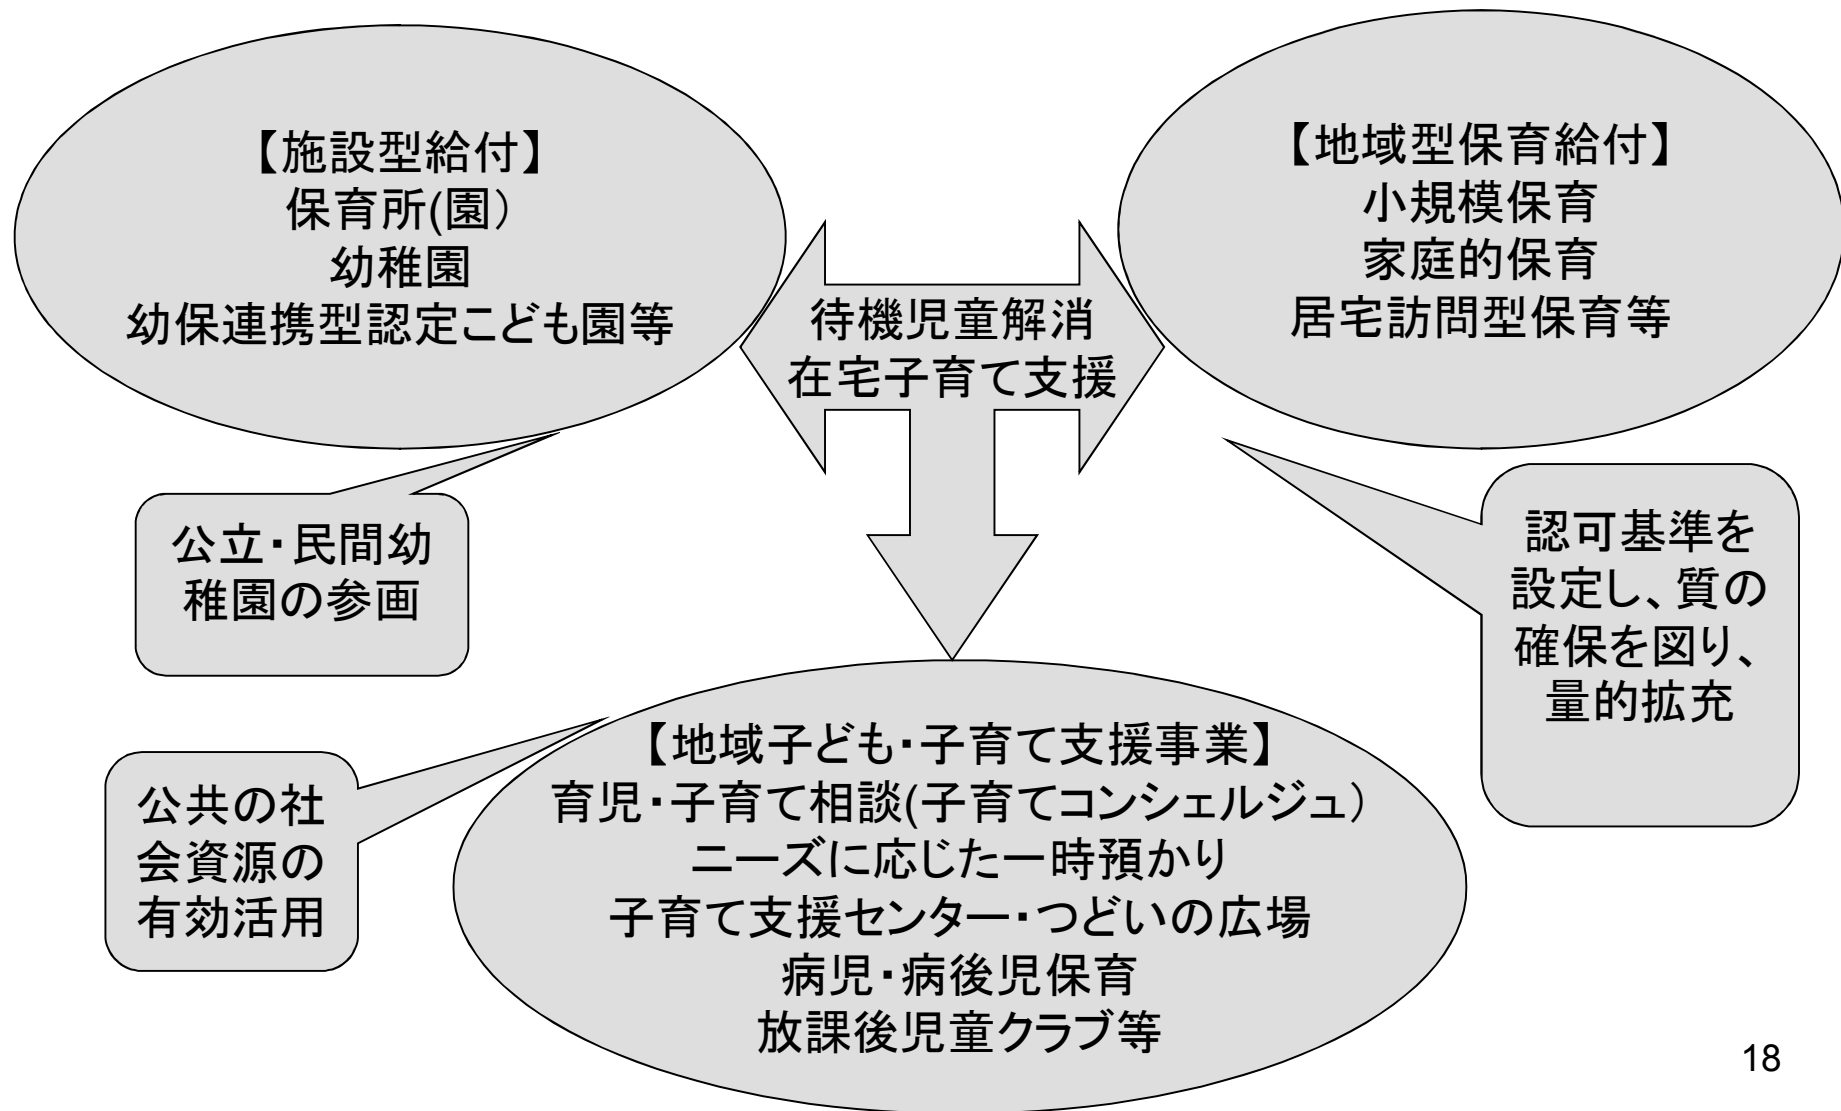 【施設型給付】
保育所(園）
幼稚園
幼保連携型認定こども園等
【地域型保育給付】
小規模保育
家庭的保育
居宅訪問型保育等
待機児童解消
在宅子育て支援
公立・民間幼
稚園の参画
認可基準を
設定し、質の
確保を図り、
量的拡充
公共の社
会資源の
有効活用
【地域子ども・子育て支援事業】
育児・子育て相談(子育てコンシェルジュ）
ニーズに応じた一時預かり
子育て支援センター・つどいの広場
病児・病後児保育
放課後児童クラブ等
18